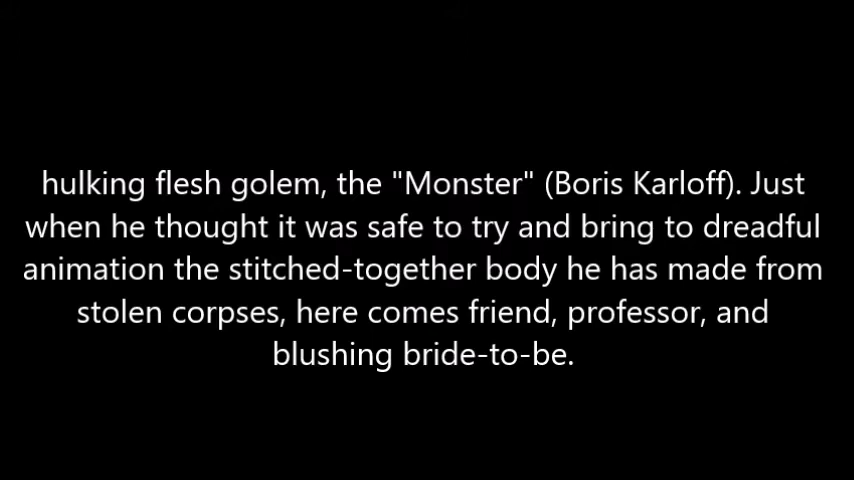 hulking flesh golem, the "Monster" (Boris Karloff). Just
when he thought it was safe to try and bring to dreadful
animation the stitched-together body he has made from
stolen corpses, here comes friend, professor, and
blushing bride-to-be.